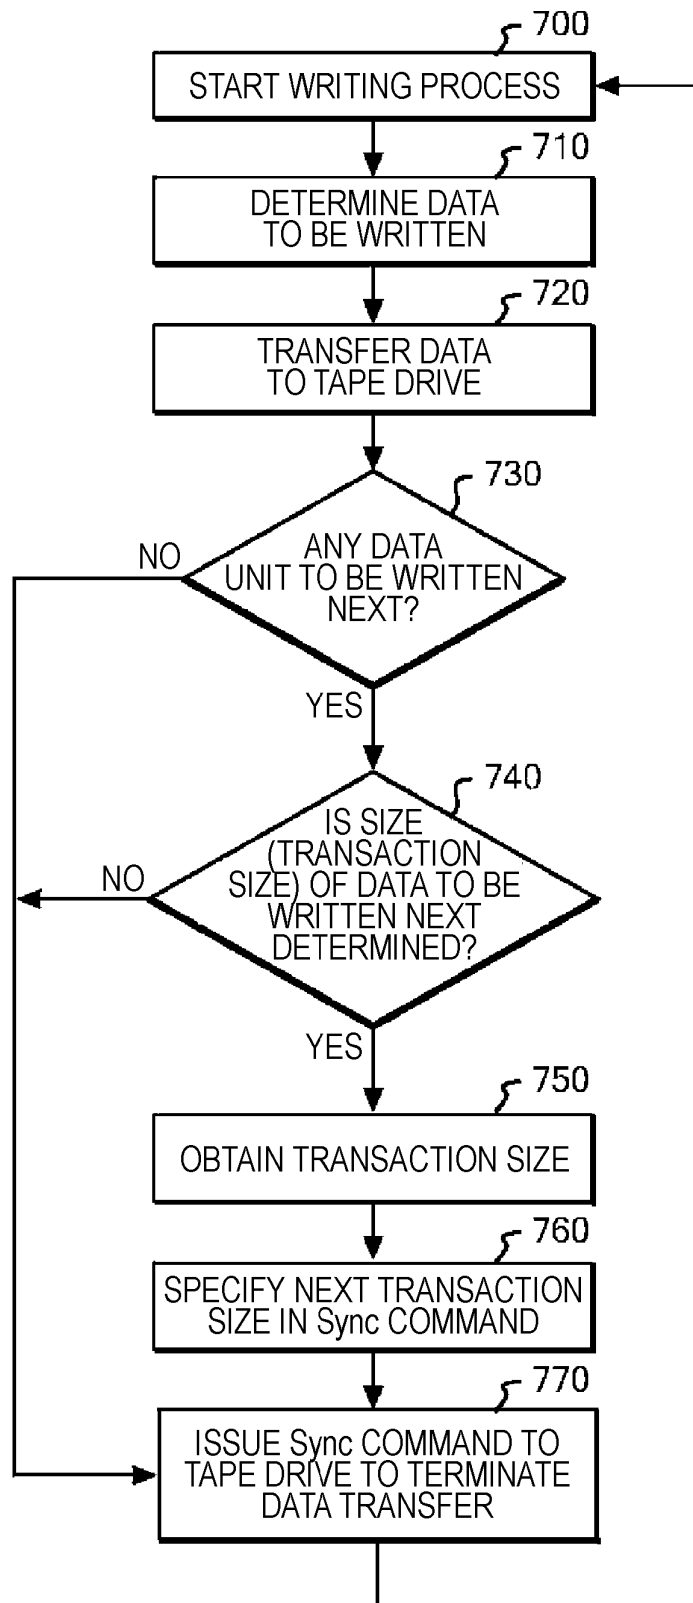 700
START WRITING PROCESS
710
DETERMINE DATA
TO BE WRITTEN
720
TRANSFER DATA
TO TAPE DRIVE
730
ANY DATA
UNIT TO BE WRITTEN
NEXT?
NO
YES
740
IS SIZE
(TRANSACTION
SIZE) OF DATA TO BE
WRITTEN NEXT
DETERMINED?
NO
YES
750
OBTAIN TRANSACTION SIZE
760
SPECIFY NEXT TRANSACTION
SIZE IN Sync COMMAND
770
ISSUE Sync COMMAND TO
TAPE DRIVE TO TERMINATE
DATA TRANSFER